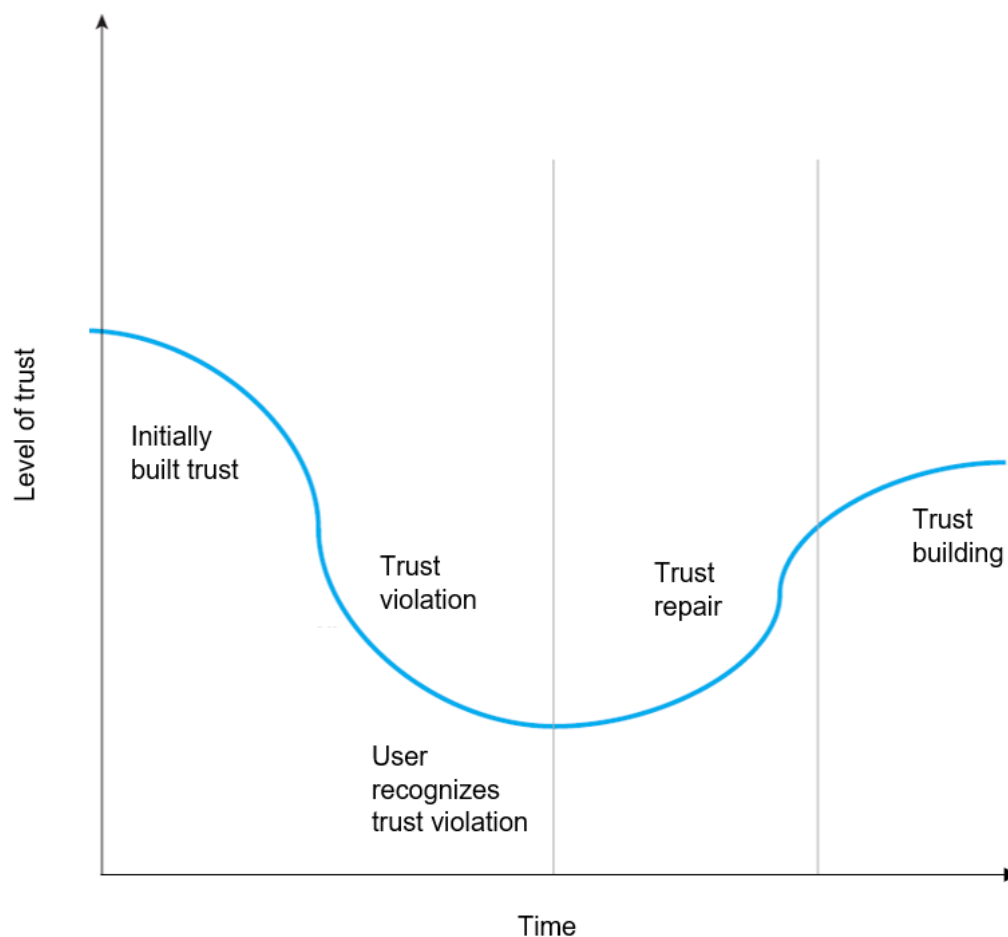 Level of trust
Initially
built trust
Trust
violation
User
recognizes
trust violation
Trust
repair
Trust
building
Time